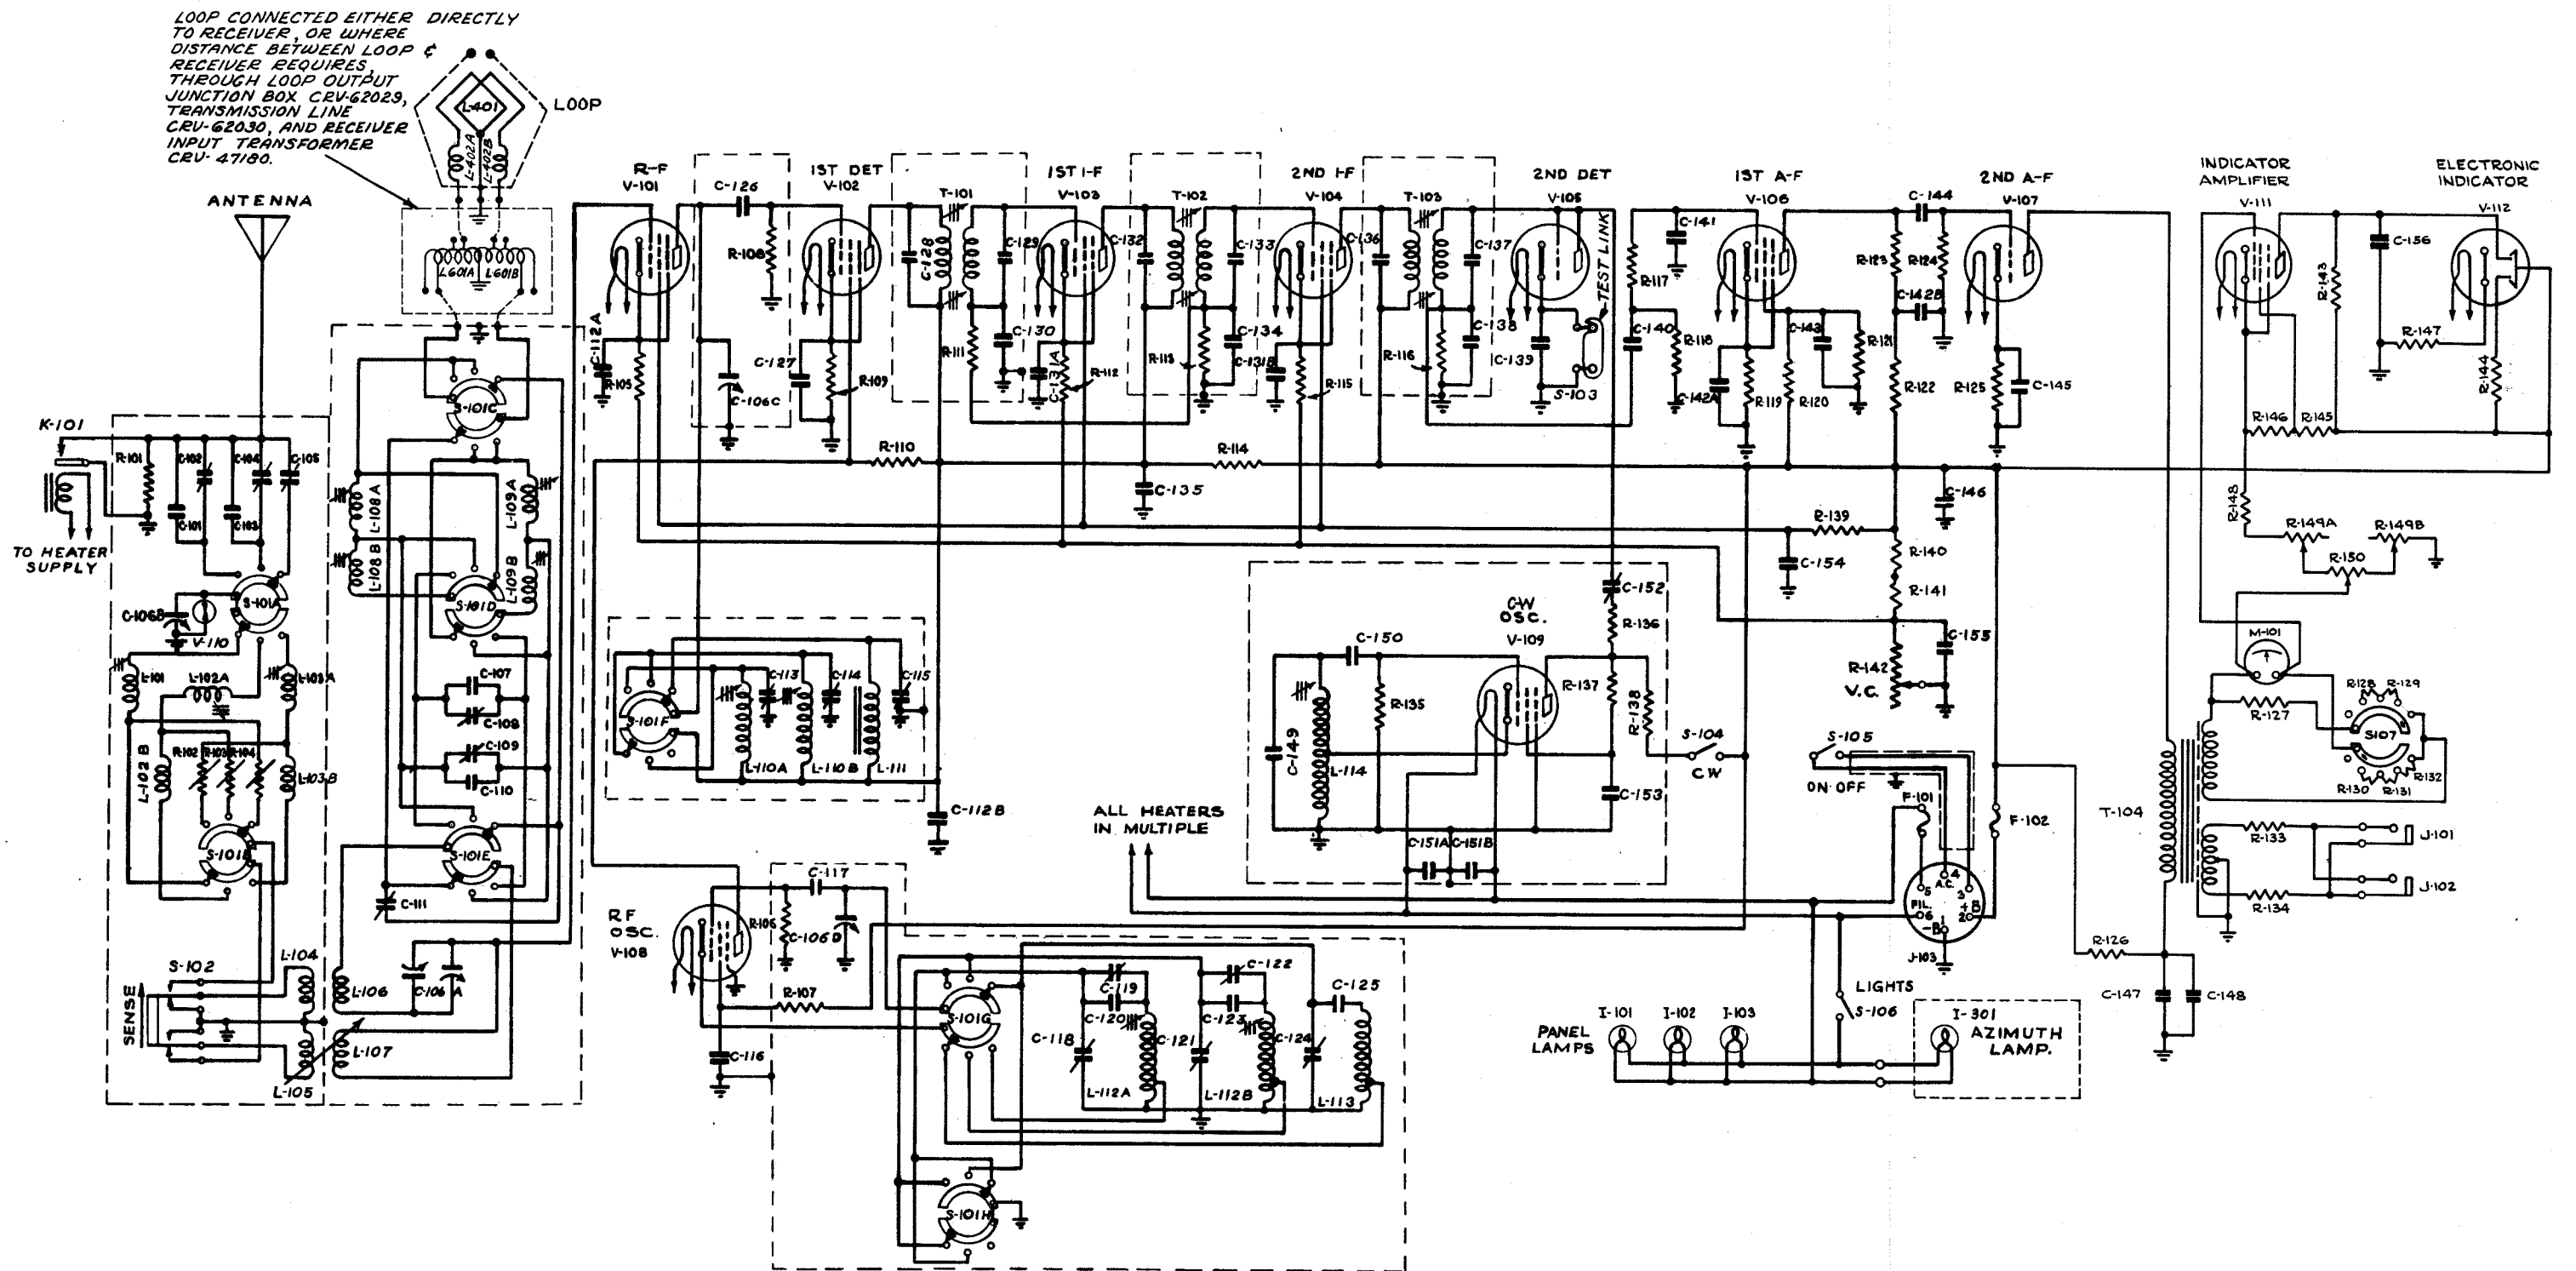 LOOP CONNECTED EITHER DIRECTLY
TO RECEIVER, OR WHERE
DISTANCE BETWEEN LOOP &
RECEIVER REQUIRES,
THROUGH LOOP OUTPUT
JUNCTION BOX CRV-62029,
TRANSMISSION LINE
CRV-62030, AND RECEIVER
INPUT TRANSFORMER
CRV-47180.
L-401
LOOP
L-402A
L-402B
L601A
L601B
ANTENNA
K-101
TO HEATER
SUPPLY
R-101
C-102
C-104
C-105
C-101
C-103
S-101A
C-106B
V-110
L-101
L-102A
L-103A
L-102B
R-102
R-103
R-104
L-103B
S-101B
S-102
SENSE
L-104
L-105
L-106
L-107
S-101C
L-108A
L-109A
L-108B
L-109B
S-101D
C-107
C-108
C-109
C-110
S-101E
C-111
C-106A
R-F
V-101
C-112A
R-105
C-126
R-108
C-106C
1ST DET
V-102
C-127
R-109
R-110
T-101
C-128
C-129
C-130
R-111
1ST I-F
V-103
C-131A
R-112
T-102
C-132
C-133
C-134
R-113
C-135
R-114
2ND I-F
V-104
C-131B
R-115
T-103
C-136
C-137
C-138
R-116
2ND DET
V-105
C-139
TEST LINK
S-103
1ST A-F
V-106
C-141
R-117
C-140
R-118
C-142A
R-119
R-120
C-143
R-121
2ND A-F
V-107
C-144
R-123
R-124
C-142B
R-122
R-125
C-145
C-146
R-139
R-140
R-141
C-154
C-155
R-142
V.C.
S-101F
C-113
C-114
C-115
L-110A
L-110B
L-111
C-112B
CW
OSC.
V-109
C-150
C-149
L-114
R-135
C-152
R-136
R-137
R-138
C-153
C-151A
C-151B
S-104
CW
ALL HEATERS
IN MULTIPLE
RF
OSC.
V-108
R-106
C-117
C-106D
R-107
C-116
S-101G
C-119
C-120
C-118
L-112A
C-122
C-123
C-121
L-112B
C-125
C-124
L-113
S-101H
S-105
ON-OFF
F-101
F-102
5
4
A.C.
3
FIL.
6
+B
2
1
-B
J-103
LIGHTS
S-106
PANEL
LAMPS
I-101
I-102
I-103
I-301
AZIMUTH
LAMP.
T-104
R-126
C-147
C-148
INDICATOR
AMPLIFIER
V-111
ELECTRONIC
INDICATOR
V-112
C-156
R-143
R-147
R-144
R-146
R-145
R-148
R-149A
R-149B
R-150
M-101
R-127
R-128
R-129
S107
R-130
R-131
R-132
R-133
R-134
J-101
J-102